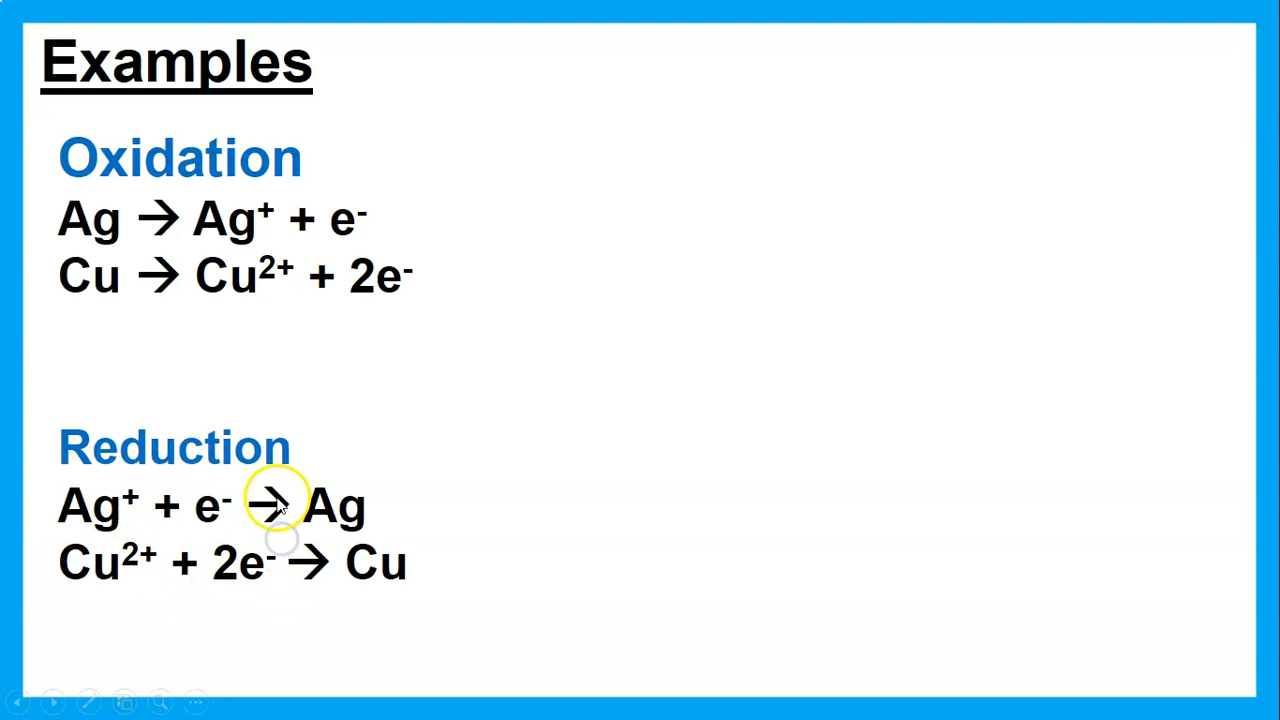 Examples
Oxidation
Ag → Ag⁺ + e⁻
Cu → Cu²⁺ + 2e⁻
Reduction
Ag⁺ + e⁻ → Ag
Cu²⁺ + 2e⁻ → Cu